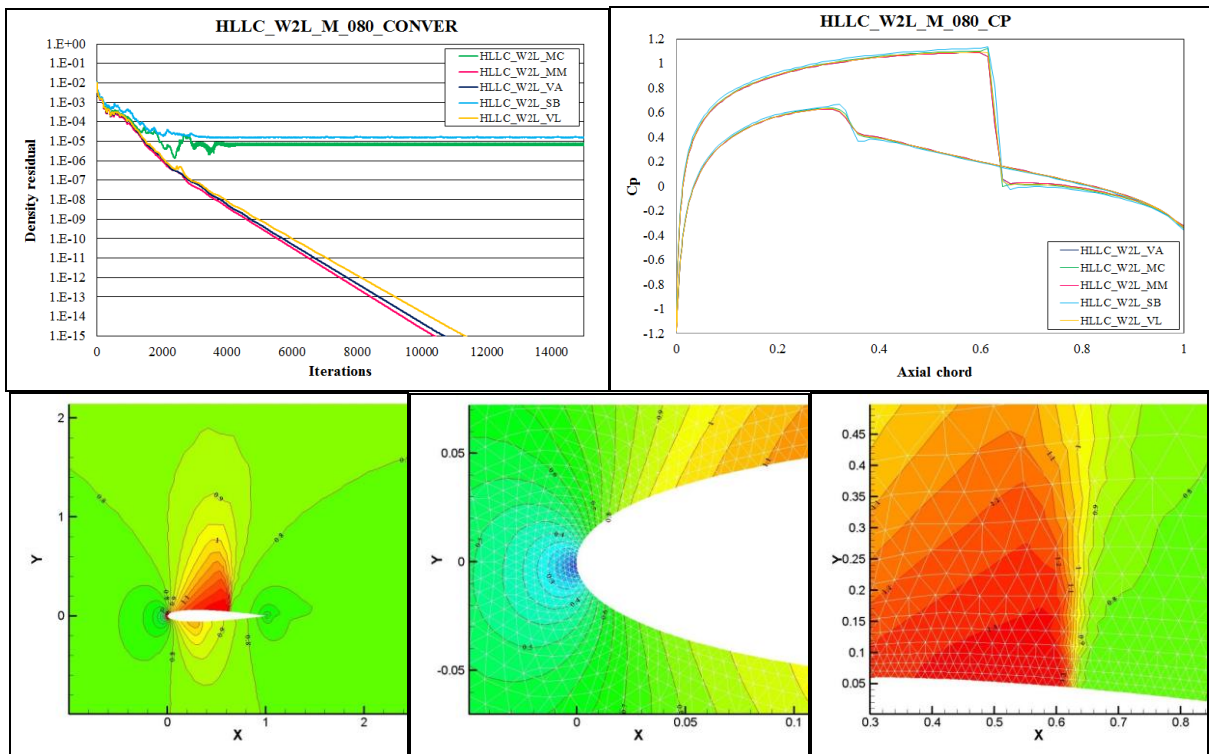 HLLC_W2L_M_080_CONVER
1.E+00
1.E-01
1.E-02
1.E-03
1.E-04
1.E-05
1.E-06
1.E-07
1.E-08
1.E-09
1.E-10
1.E-11
1.E-12
1.E-13
1.E-14
1.E-15
Density residual
HLLC_W2L_MC
HLLC_W2L_MM
HLLC_W2L_VA
HLLC_W2L_SB
HLLC_W2L_VL
0 2000 4000 6000 8000 10000 12000 14000
Iterations
HLLC_W2L_M_080_CP
1.2
1
0.8
0.6
0.4
0.2
0
-0.2
-0.4
-0.6
-0.8
-1
-1.2
Cp
HLLC_W2L_VA
HLLC_W2L_MC
HLLC_W2L_MM
HLLC_W2L_SB
HLLC_W2L_VL
0 0.2 0.4 0.6 0.8 1
Axial chord
2
1
0
Y
0 1 2
X
0.05
0
-0.05
Y
0 0.05 0.1
X
0.45
0.4
0.35
0.3
0.25
0.2
0.15
0.1
0.05
Y
0.3 0.4 0.5 0.6 0.7 0.8
X